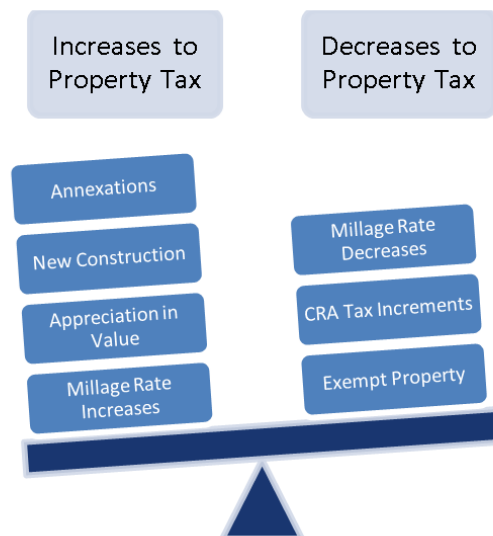 Increases to
Property Tax
Decreases to
Property Tax
Annexations
New Construction
Appreciation in
Value
Millage Rate
Increases
Millage Rate
Decreases
CRA Tax Increments
Exempt Property